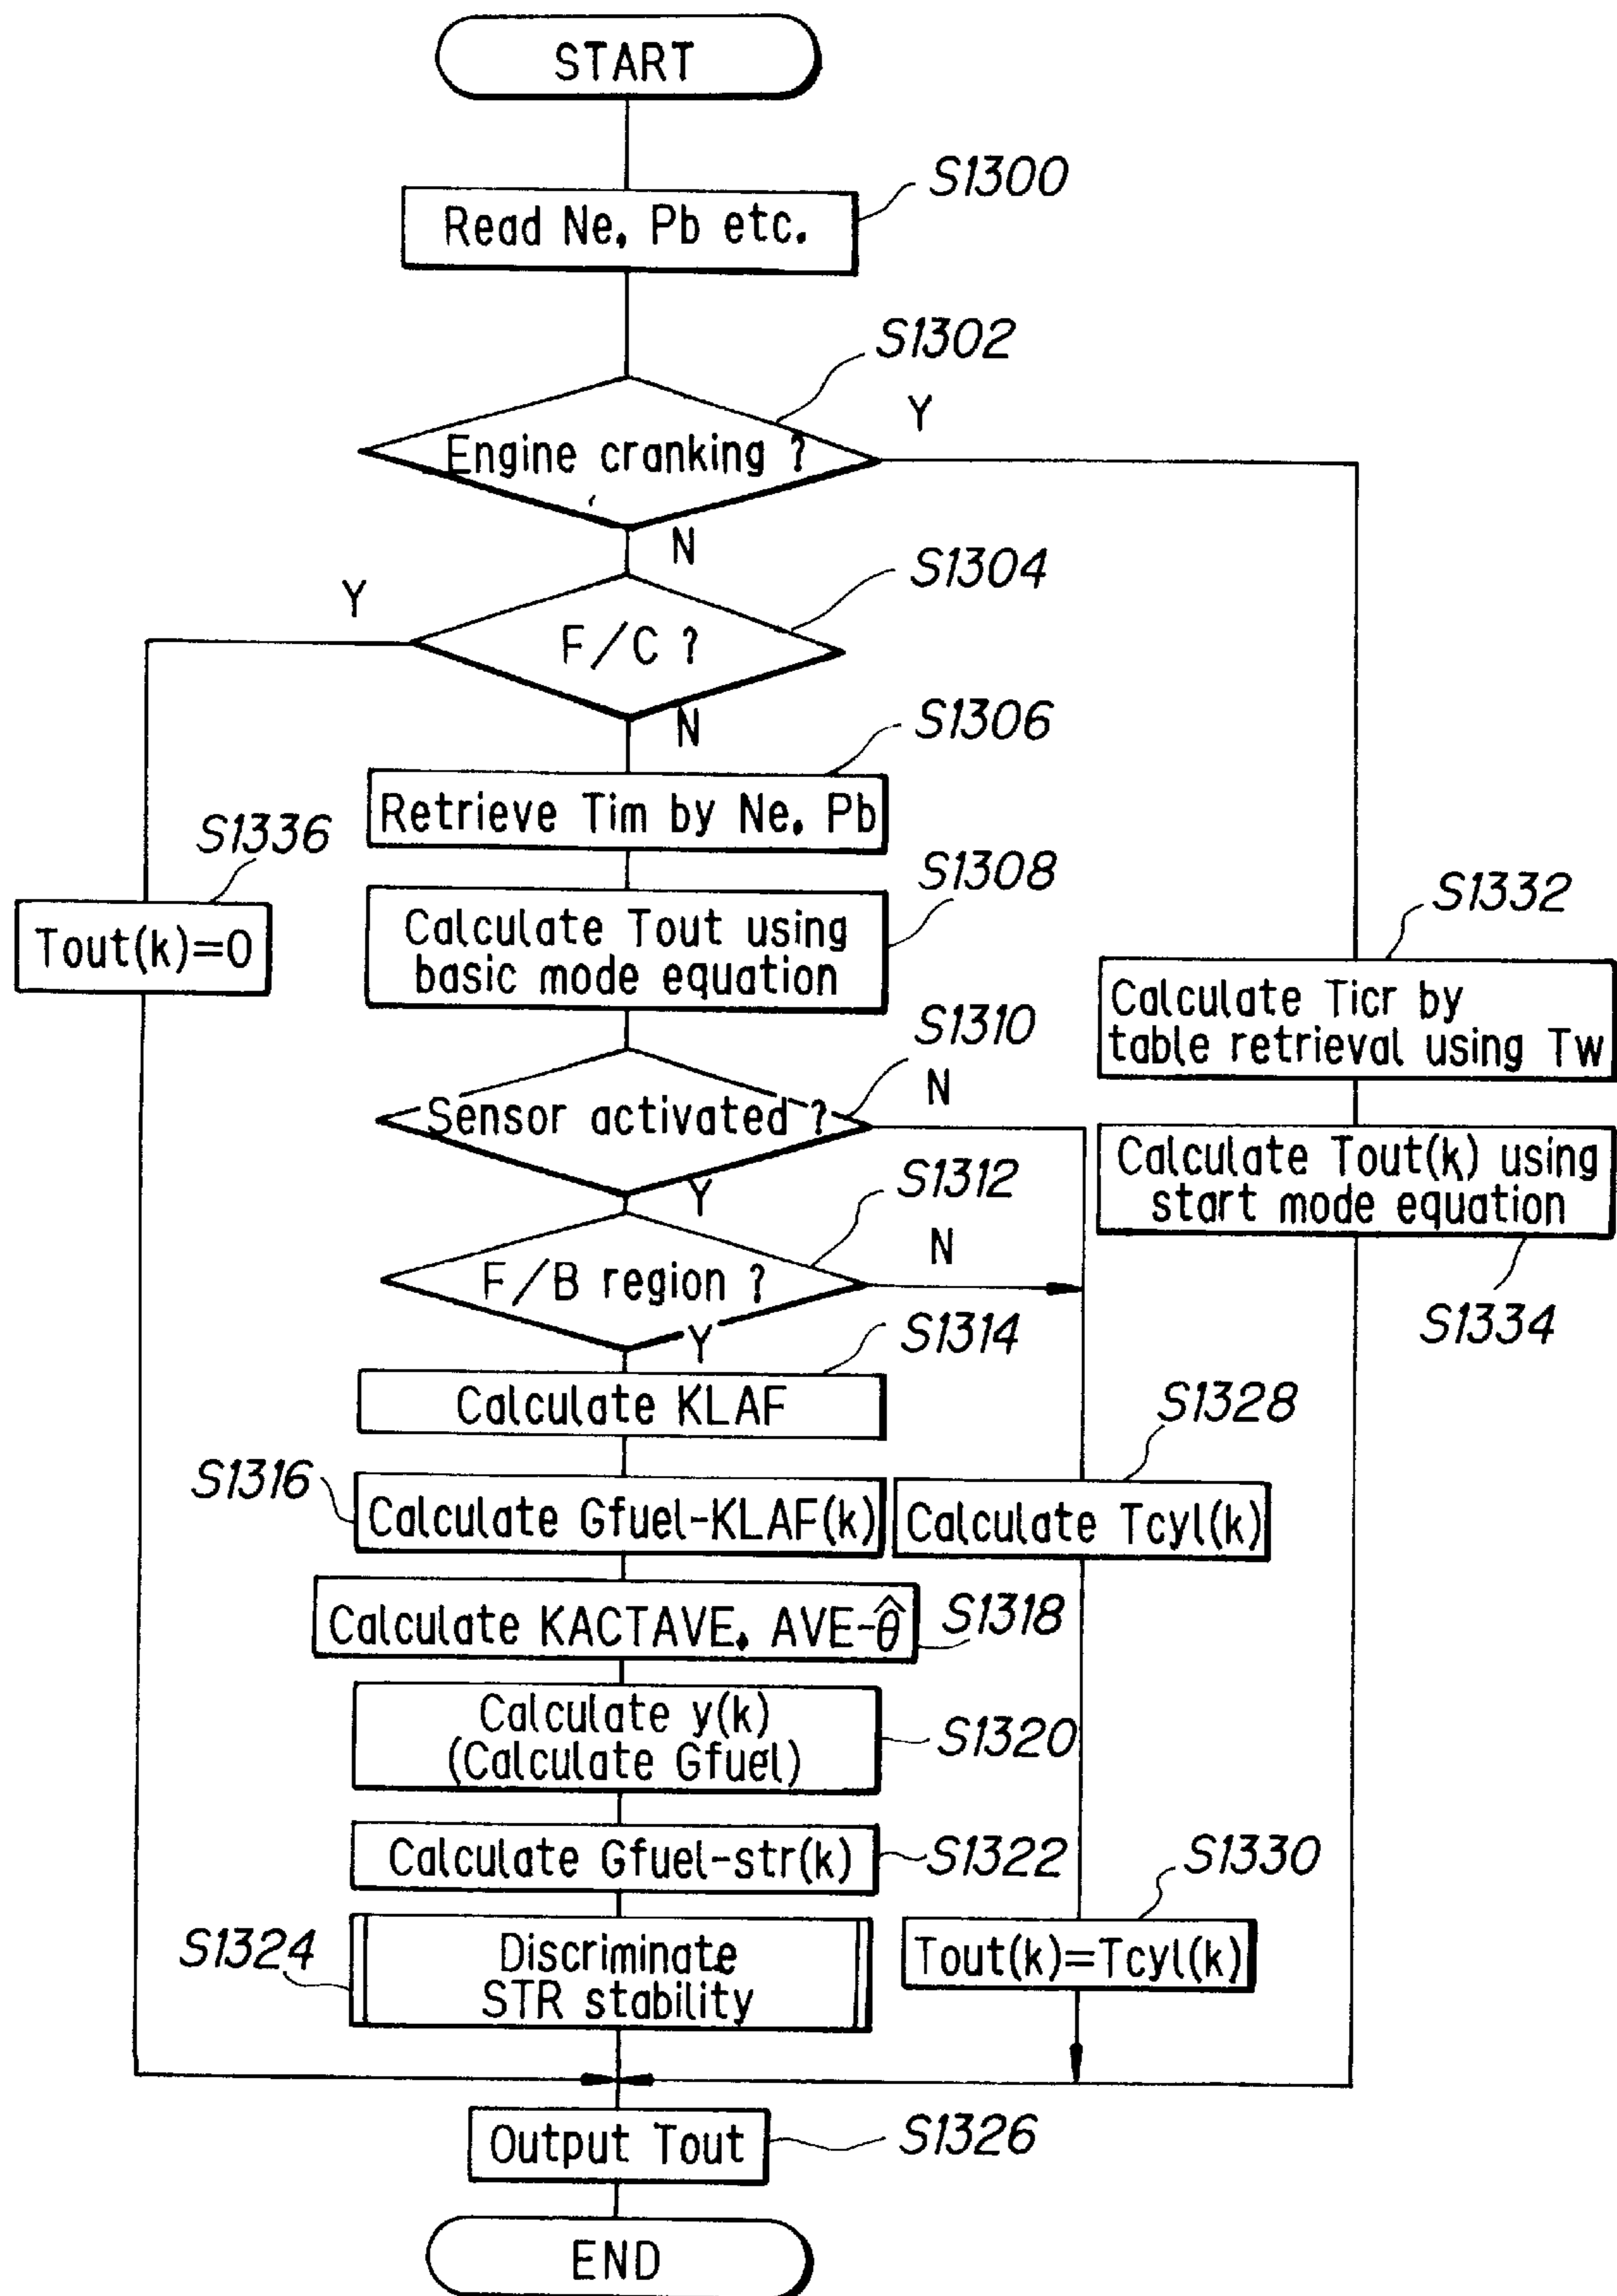 START
S1300
Read Ne. Pb etc.
S1302
Engine cranking ?
Y
N
S1304
Y
F/C ?
N
S1306
Retrieve Tim by Ne. Pb
S1336
Tout(k)=0
S1308
Calculate Tout using
basic mode equation
S1332
Calculate Ticr by
table retrieval using Tw
S1310
Sensor activated ?
N
Y
Calculate Tout(k) using
start mode equation
S1334
S1312
F/B region ?
N
Y
S1314
Calculate KLAF
S1328
S1316
Calculate Gfuel-KLAF(k)
Calculate Tcyl(k)
Calculate KACTAVE. AVE-θ̂
S1318
Calculate y(k)
(Calculate Gfuel)
S1320
Calculate Gfuel-str(k)
S1322
S1330
S1324
Discriminate
STR stability
Tout(k)=Tcyl(k)
Output Tout
S1326
END